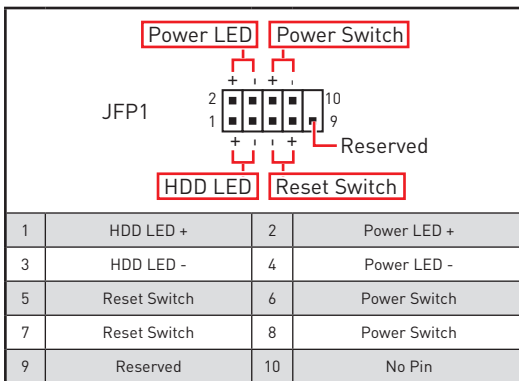 Power LED Power Switch
+ - + -
2 10
JFP1
1 9
+ - - +
Reserved
HDD LED Reset Switch
1 HDD LED + 2 Power LED +
3 HDD LED - 4 Power LED -
5 Reset Switch 6 Power Switch
7 Reset Switch 8 Power Switch
9 Reserved 10 No Pin